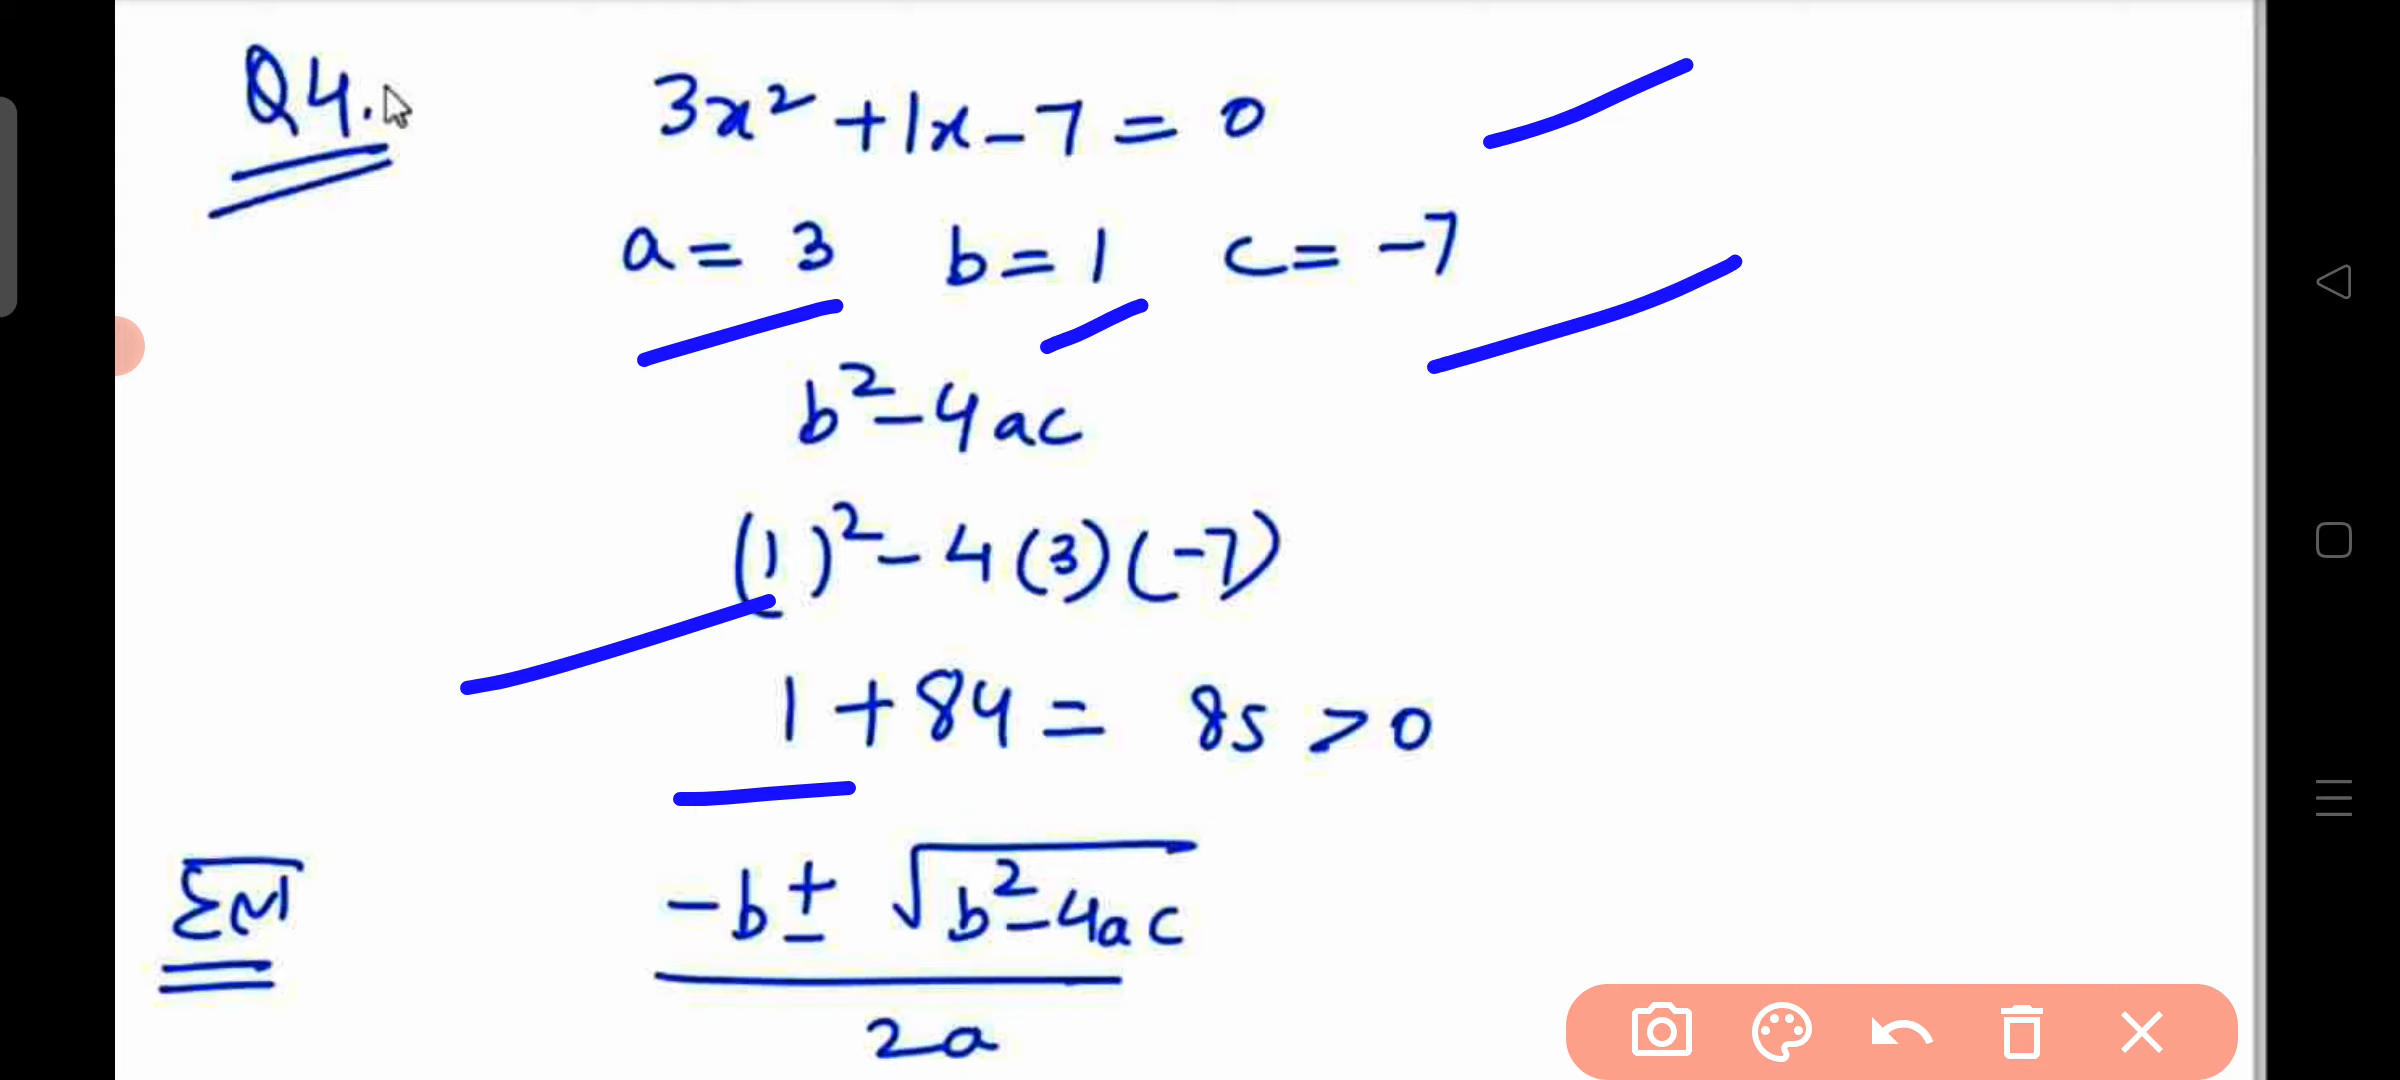 Q4. 3x² + 1x - 7 = 0
a = 3 b = 1 c = -7
b² - 4ac
(1)² - 4(3)(-7)
1 + 84 = 85 > 0
-b ± √b² - 4ac
2a